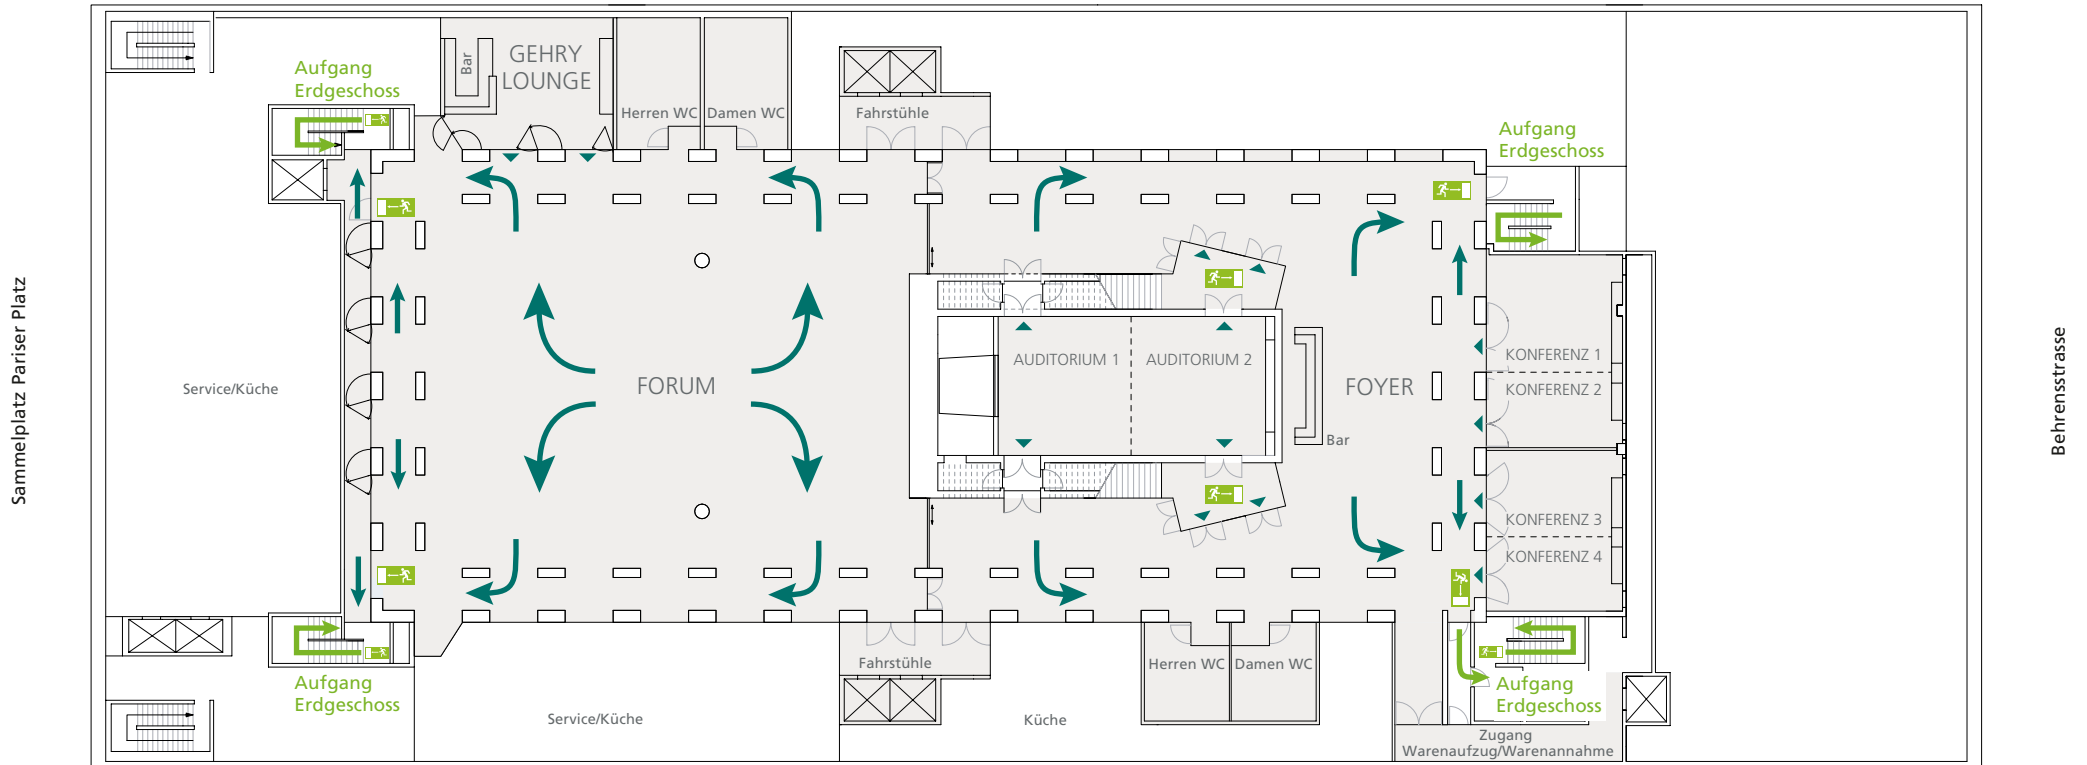 Sammelplatz Pariser Platz
Aufgang
Erdgeschoss
Bar
GEHRY
LOUNGE
Herren WC
Damen WC
Fahrstühle
Aufgang
Erdgeschoss
Service/Küche
FORUM
AUDITORIUM 1
AUDITORIUM 2
FOYER
Bar
KONFERENZ 1
KONFERENZ 2
KONFERENZ 3
KONFERENZ 4
Behrensstrasse
Aufgang
Erdgeschoss
Service/Küche
Fahrstühle
Küche
Herren WC
Damen WC
Aufgang
Erdgeschoss
Zugang
Warenaufzug/Warenannahme